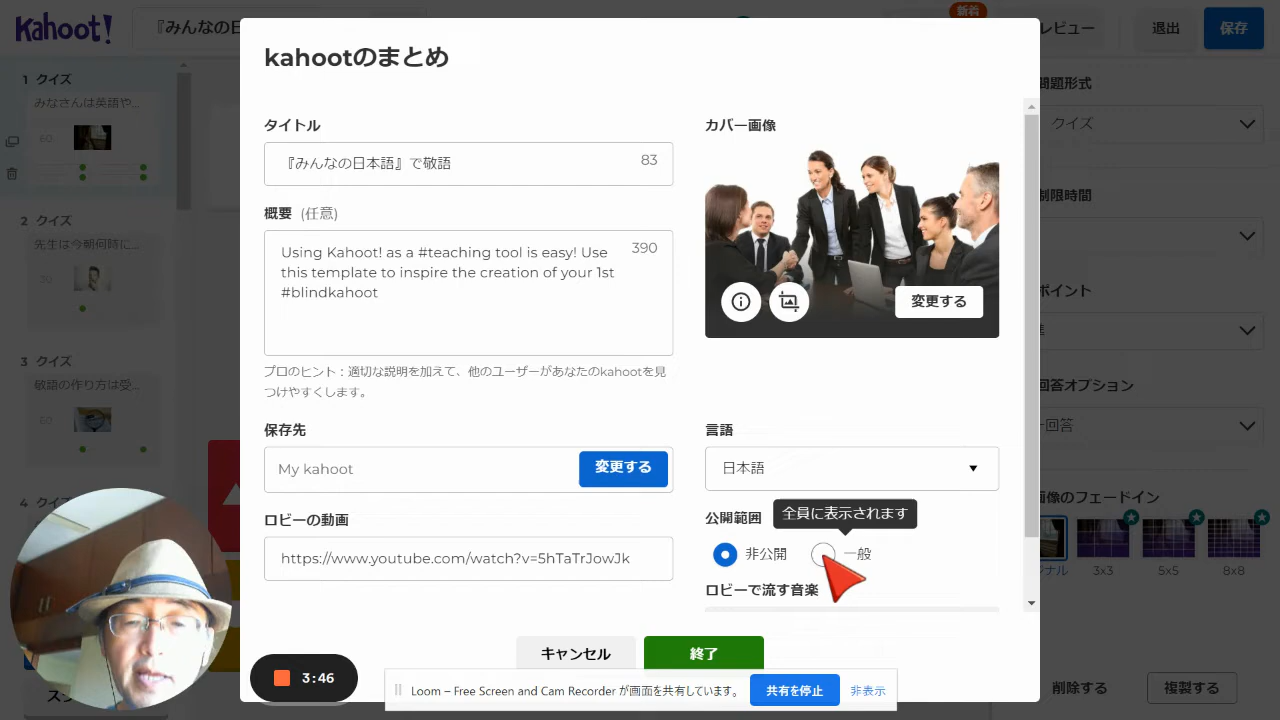 Kahoot!
『みんなの日
新着
レビュー
退出
保存
1 クイズ
みなさんは英語や...
60
2 クイズ
先生は今朝何時に...
30
3 クイズ
敬語の作り方は受...
60
4 クイ
kahootのまとめ
タイトル
『みんなの日本語』で敬語
83
概要 (任意)
Using Kahoot! as a #teaching tool is easy! Use
this template to inspire the creation of your 1st
#blindkahoot
390
プロのヒント：適切な説明を加えて、他のユーザーがあなたのkahootを見
つけやすくします。
保存先
My kahoot
変更する
ロビーの動画
https://www.youtube.com/watch?v=5hTaTrJowJk
カバー画像
変更する
言語
日本語
公開範囲
全員に表示されます
非公開
一般
ロビーで流す音楽
キャンセル
終了
問題形式
クイズ
制限時間
ポイント
回答オプション
一回答
画像のフェードイン
ジナル
3x3
5x5
8x8
削除する
複製する
3:46
Loom – Free Screen and Cam Recorder が画面を共有しています。
共有を停止
非表示